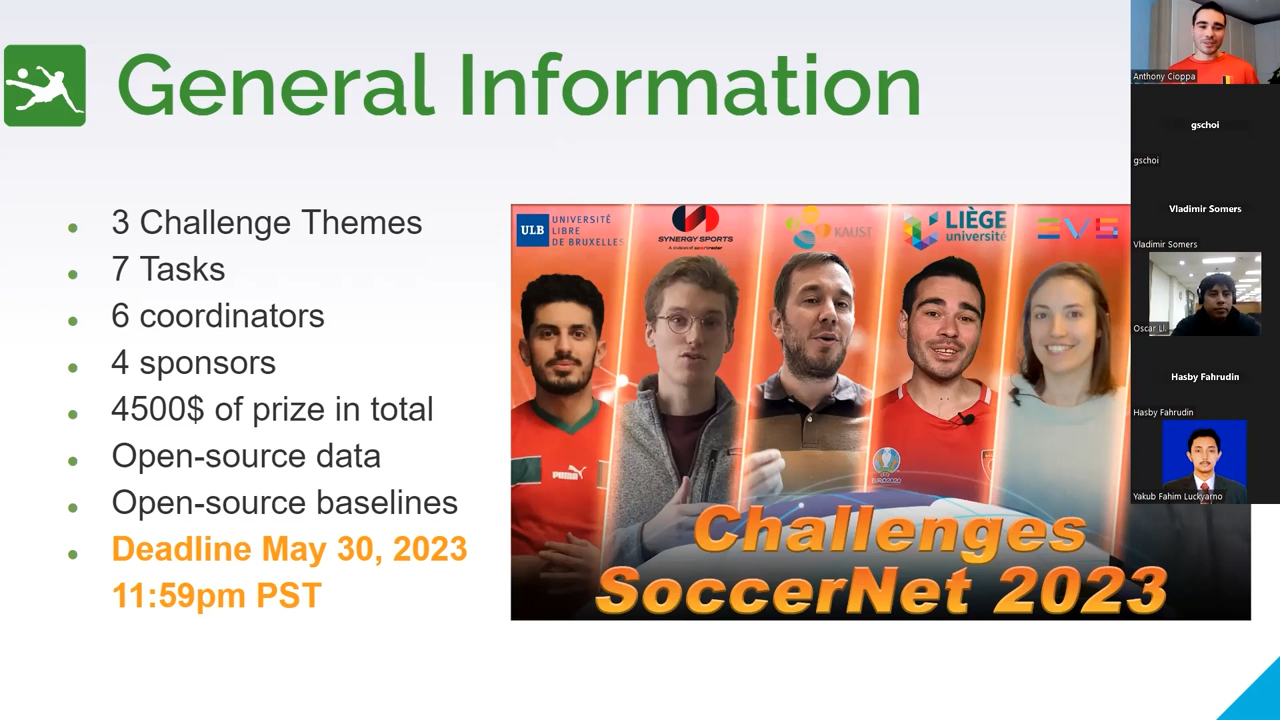 General Information
3 Challenge Themes
7 Tasks
6 coordinators
4 sponsors
4500$ of prize in total
Open-source data
Open-source baselines
Deadline May 30, 2023
11:59pm PST
ULB
UNIVERSITÉ
LIBRE
DE BRUXELLES
SYNERGY SPORTS
KAUST
LIÈGE
université
EVS
PUMA
EURO2020
Challenges
SoccerNet 2023
Anthony Cioppa
gschoi
gschoi
Vladimir Somers
Vladimir Somers
Oscar Ll.
Hasby Fahrudin
Hasby Fahrudin
Yakub Fahim Luckyarno